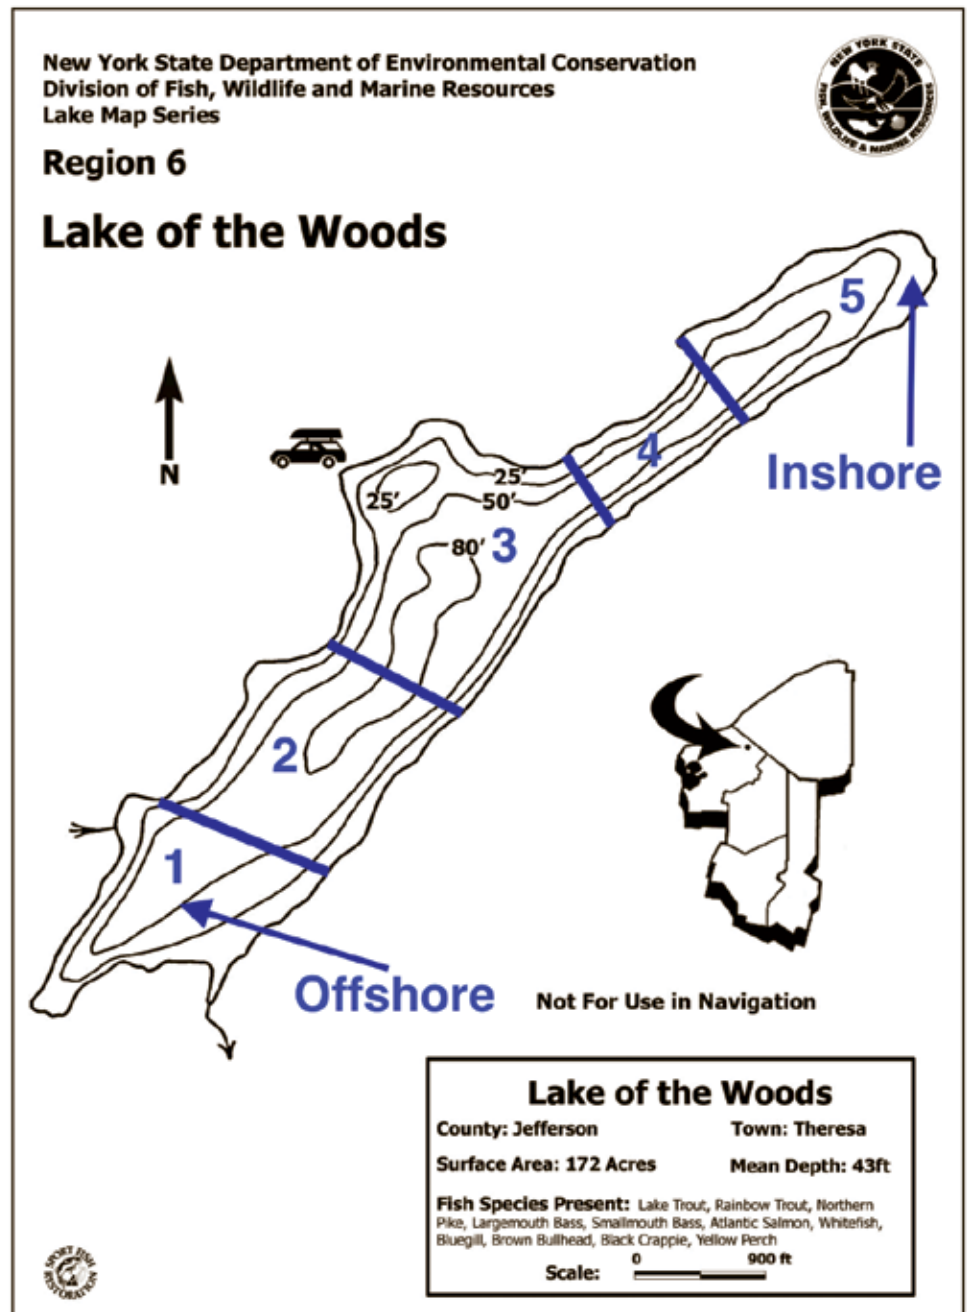 New York State Department of Environmental Conservation
Division of Fish, Wildlife and Marine Resources
Lake Map Series
NEW YORK STATE
FISH, WILDLIFE & MARINE RESOURCES
Region 6
Lake of the Woods
5
N
4
Inshore
25'
25'
50'
3
80'
2
1
Offshore
Not For Use in Navigation
Lake of the Woods
County: Jefferson
Town: Theresa
Surface Area: 172 Acres
Mean Depth: 43ft
Fish Species Present: Lake Trout, Rainbow Trout, Northern
Pike, Largemouth Bass, Smallmouth Bass, Atlantic Salmon, Whitefish,
Bluegill, Brown Bullhead, Black Crappie, Yellow Perch
0 900 ft
Scale:
SPORT FISH
RESTORATION